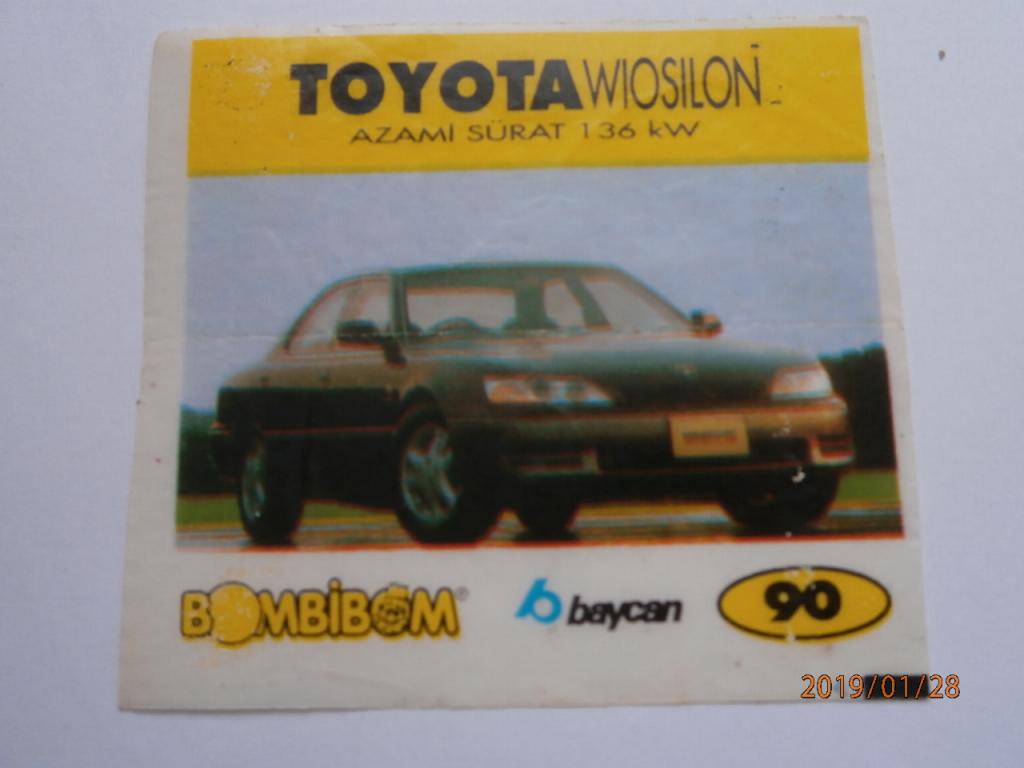 TOYOTA WIOSILON
AZAMİ SÜRAT 136 kW
BOMBİBOM®
baycan
90
2019/01/28